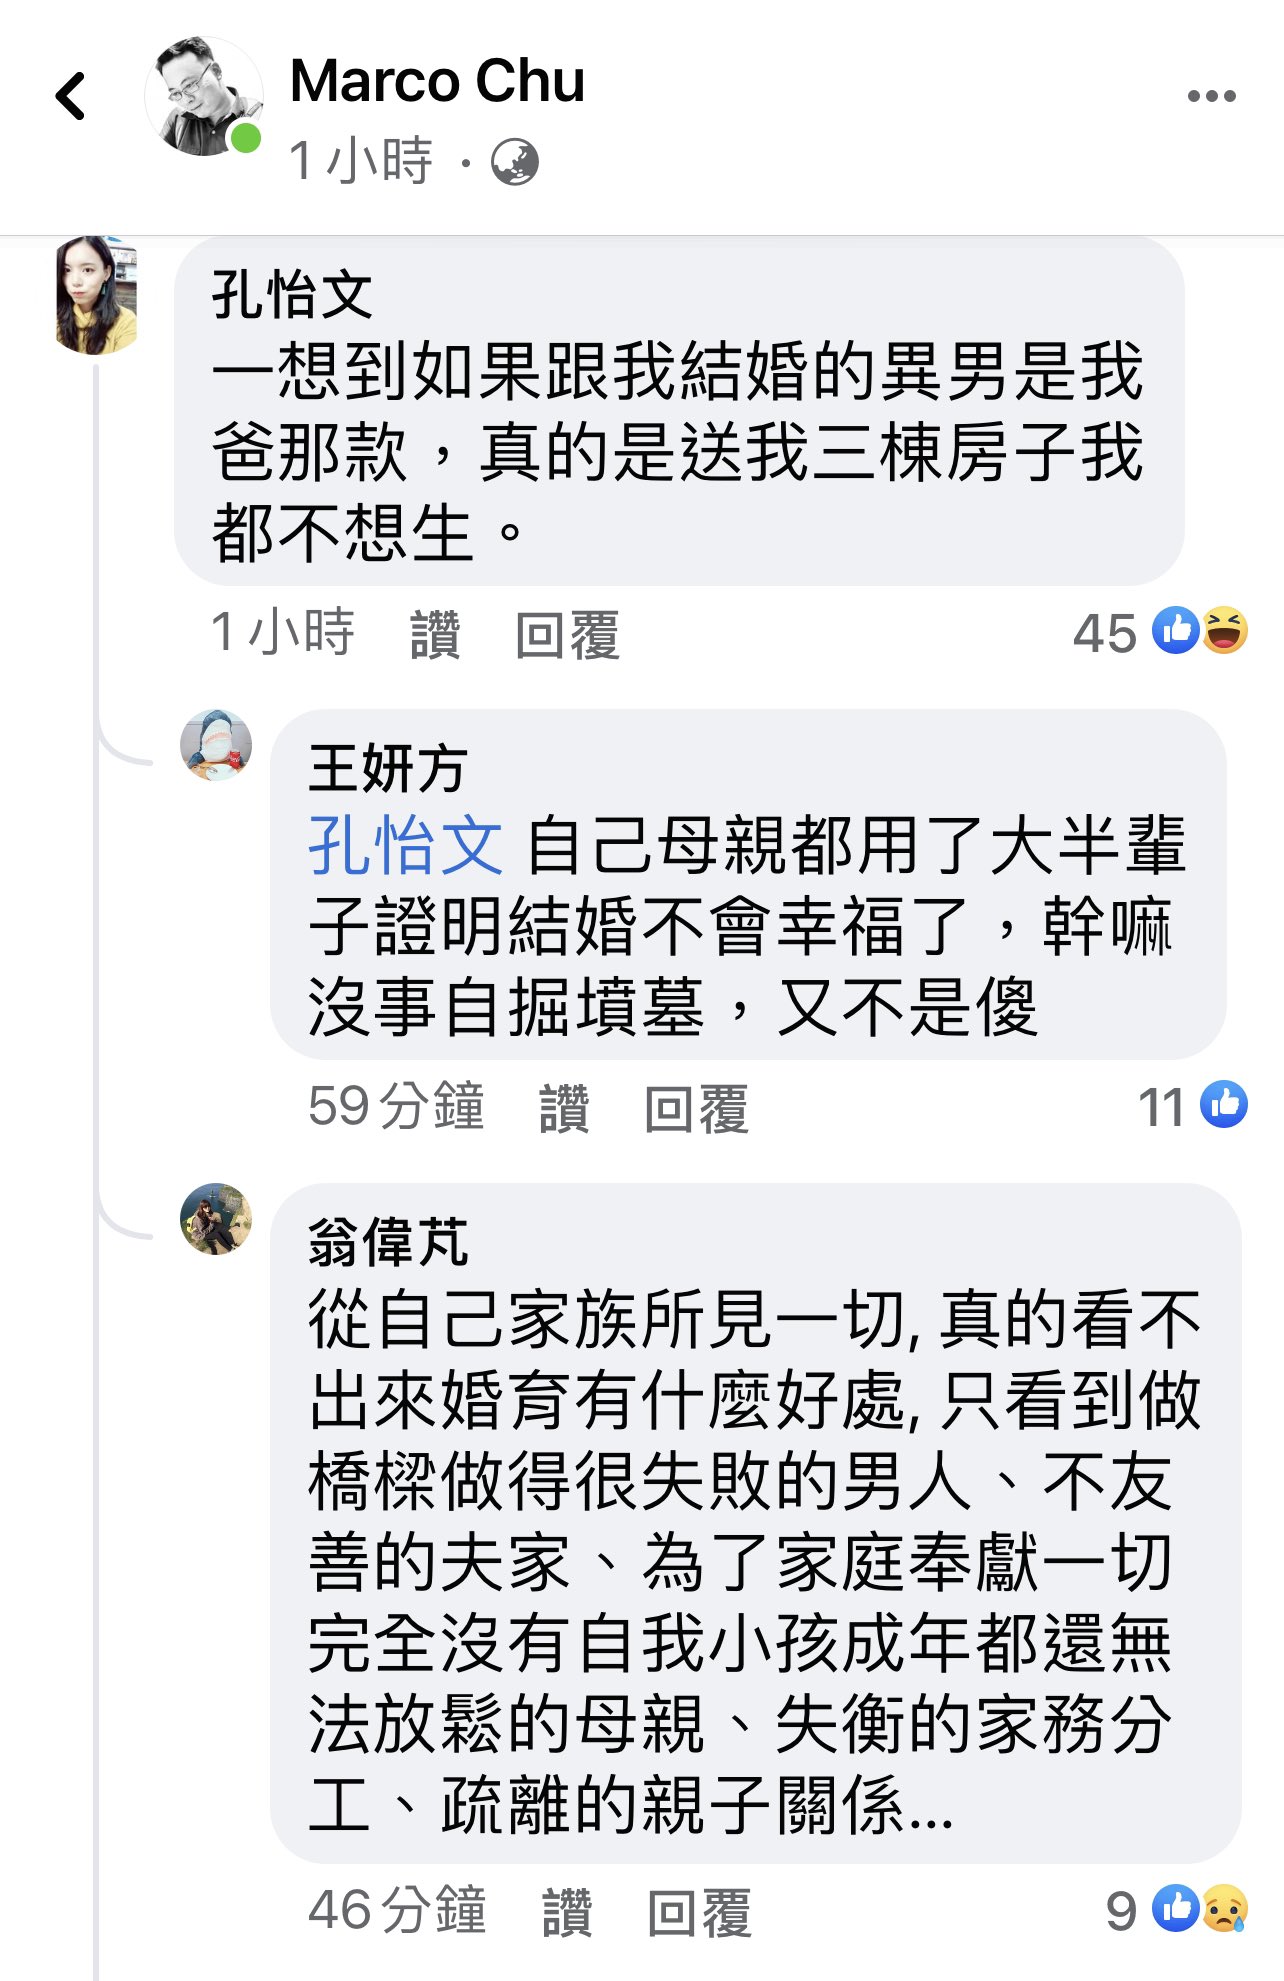 Marco Chu
1 小時 ·
孔怡文
一想到如果跟我結婚的異男是我
爸那款，真的是送我三棟房子我
都不想生。
1 小時 讚 回覆 45
王妍方
孔怡文 自己母親都用了大半輩
子證明結婚不會幸福了，幹嘛
沒事自掘墳墓，又不是傻
59 分鐘 讚 回覆 11
翁偉芃
從自己家族所見一切, 真的看不
出來婚育有什麼好處, 只看到做
橋樑做得很失敗的男人、不友
善的夫家、為了家庭奉獻一切
完全沒有自我小孩成年都還無
法放鬆的母親、失衡的家務分
工、疏離的親子關係...
46 分鐘 讚 回覆 9